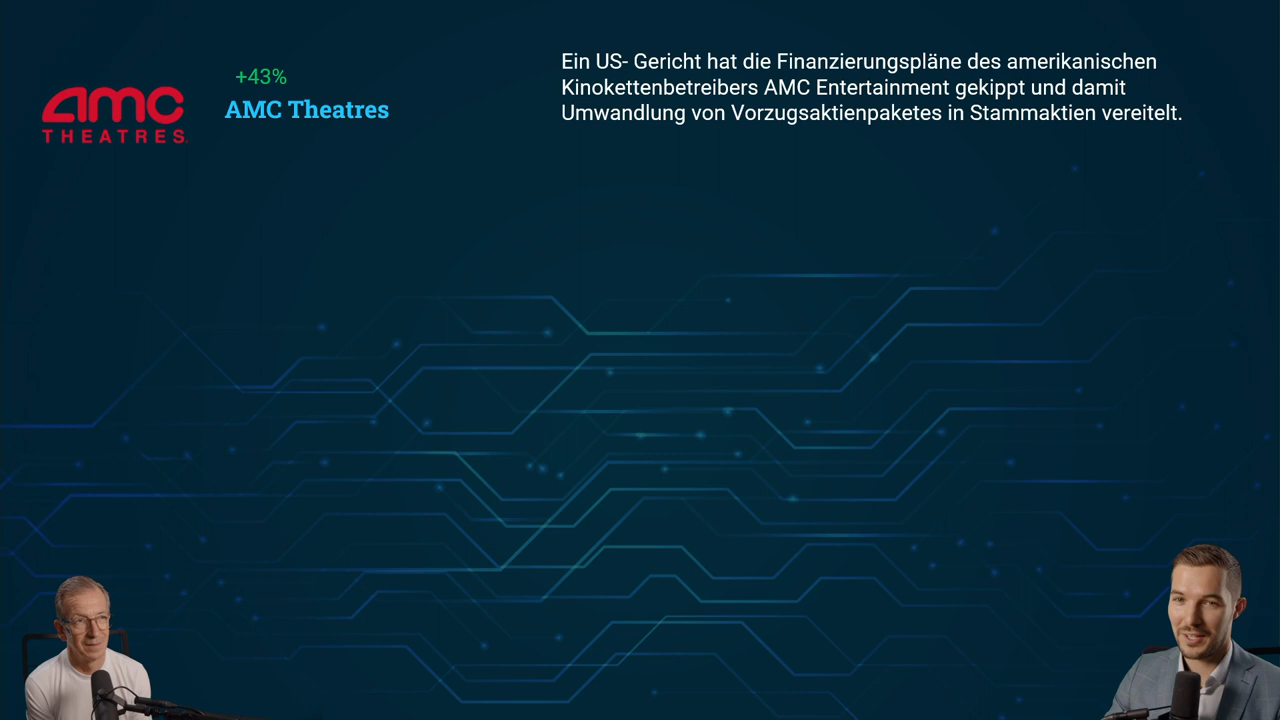 amc
THEATRES.
+43%
AMC Theatres
Ein US- Gericht hat die Finanzierungspläne des amerikanischen
Kinokettenbetreibers AMC Entertainment gekippt und damit
Umwandlung von Vorzugsaktienpaketes in Stammaktien vereitelt.